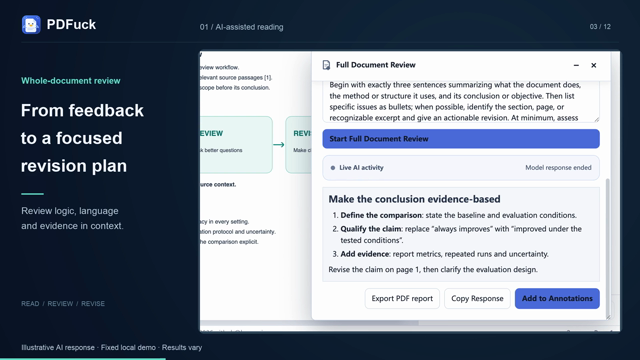 PDFuck
01 / AI-assisted reading
03 / 12
Whole-document review
From feedback
to a focused
revision plan
Review logic, language
and evidence in context.
READ / REVIEW / REVISE
eview workflow.
elevant source passages [1].
scope before its conclusion.
EVIEW
sk better questions
REVIS
Make cl
urce context.
acy in every setting.
ation protocol and uncertainty.
he comparison explicit.
Full Document Review
Begin with exactly three sentences summarizing what the document does,
the method or structure it uses, and its conclusion or objective. Then list
specific issues as bullets; when possible, identify the section, page, or
recognizable excerpt and give an actionable revision. At minimum, assess
Start Full Document Review
Live AI activity
Model response ended
Make the conclusion evidence-based
1. Define the comparison: state the baseline and evaluation conditions.
2. Qualify the claim: replace “always improves” with “improved under the
tested conditions”.
3. Add evidence: report metrics, repeated runs and uncertainty.
Revise the claim on page 1, then clarify the evaluation design.
Export PDF report
Copy Response
Add to Annotations
Illustrative AI response · Fixed local demo · Results vary